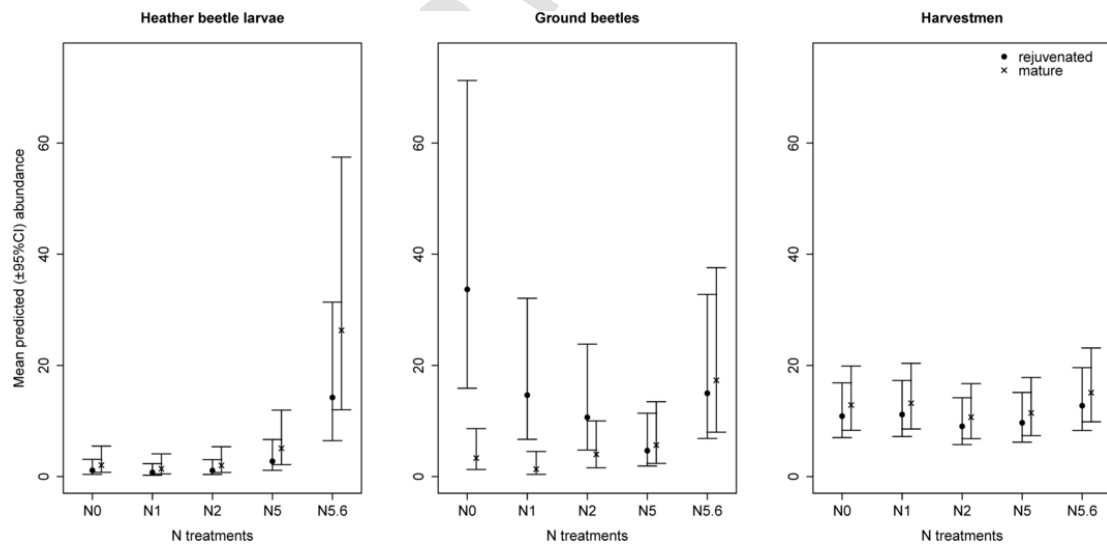 Heather beetle larvae
Ground beetles
Harvestmen
Mean predicted (±95%CI) abundance
0
20
40
60
N0
N1
N2
N5
N5.6
N treatments
0
20
40
60
N0
N1
N2
N5
N5.6
N treatments
rejuvenated
mature
0
20
40
60
N0
N1
N2
N5
N5.6
N treatments